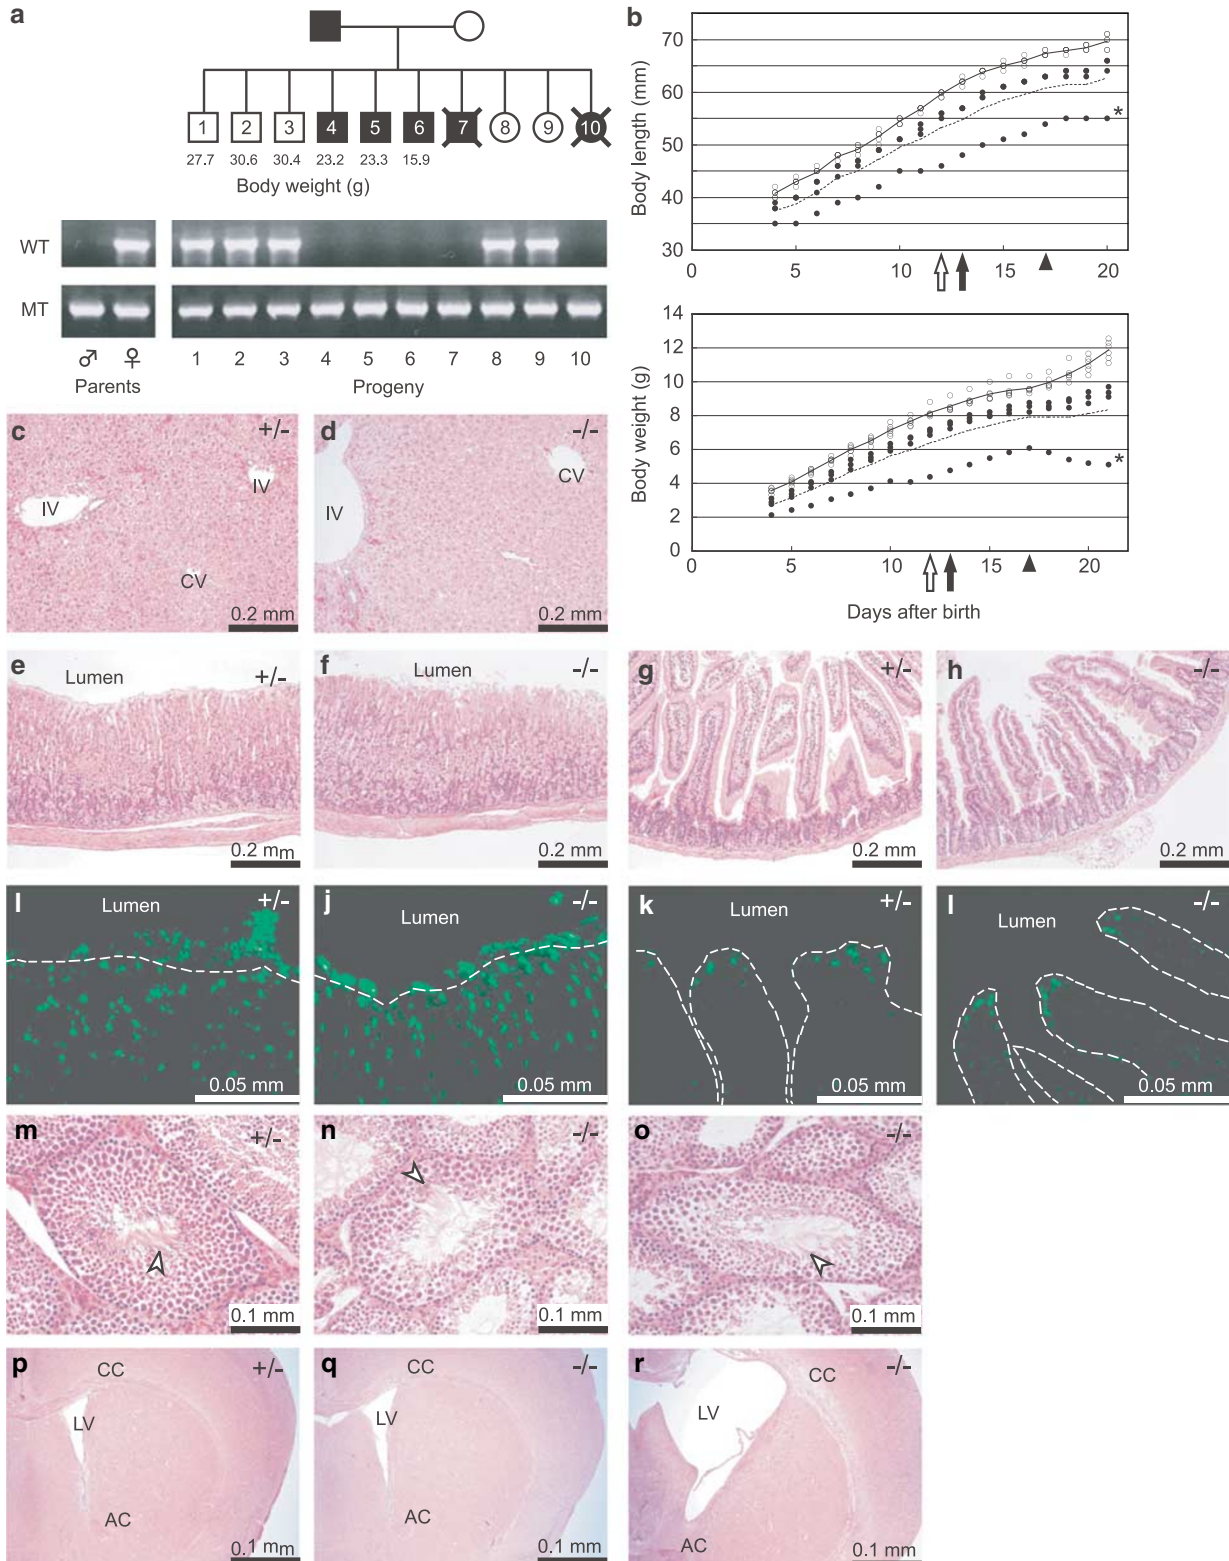 a
1 2 3 4 5 6 7 8 9 10
27.7 30.6 30.4 23.2 23.3 15.9
Body weight (g)
WT
MT
♂ ♀ 1 2 3 4 5 6 7 8 9 10
Parents Progeny
b
Body length (mm)
70
60
50
40
30
*
0 5 10 15 20
Body weight (g)
14
12
10
8
6
4
2
0
*
0 5 10 15 20
Days after birth
c +/-
IV IV
CV
0.2 mm
d -/-
CV
IV
0.2 mm
e Lumen +/-
0.2 mm
f Lumen -/-
0.2 mm
g +/-
0.2 mm
h -/-
0.2 mm
I Lumen +/-
0.05 mm
j Lumen -/-
0.05 mm
k Lumen +/-
0.05 mm
l Lumen -/-
0.05 mm
m +/-
0.1 mm
n -/-
0.1 mm
o -/-
0.1 mm
p CC +/-
LV
AC
0.1 mm
q CC -/-
LV
AC
0.1 mm
r CC -/-
LV
AC
0.1 mm